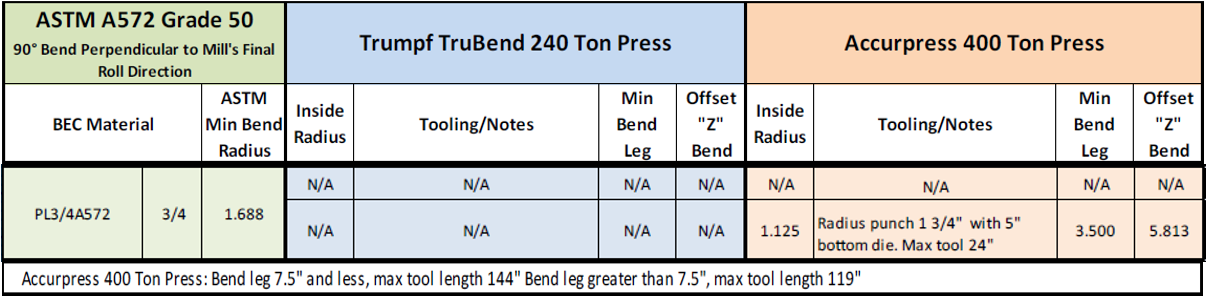 ASTM A572 Grade 50
90° Bend Perpendicular to Mill's Final
Roll Direction
Trumpf TruBend 240 Ton Press
Accurpress 400 Ton Press
BEC Material
ASTM
Min Bend
Radius
Inside
Radius
Tooling/Notes
Min
Bend
Leg
Offset
"Z"
Bend
Inside
Radius
Tooling/Notes
Min
Bend
Leg
Offset
"Z"
Bend
PL3/4A572
3/4
1.688
N/A
N/A
N/A
N/A
N/A
N/A
N/A
N/A
N/A
N/A
N/A
N/A
1.125
Radius punch 1 3/4" with 5"
bottom die. Max tool 24"
3.500
5.813
Accurpress 400 Ton Press: Bend leg 7.5" and less, max tool length 144" Bend leg greater than 7.5", max tool length 119"